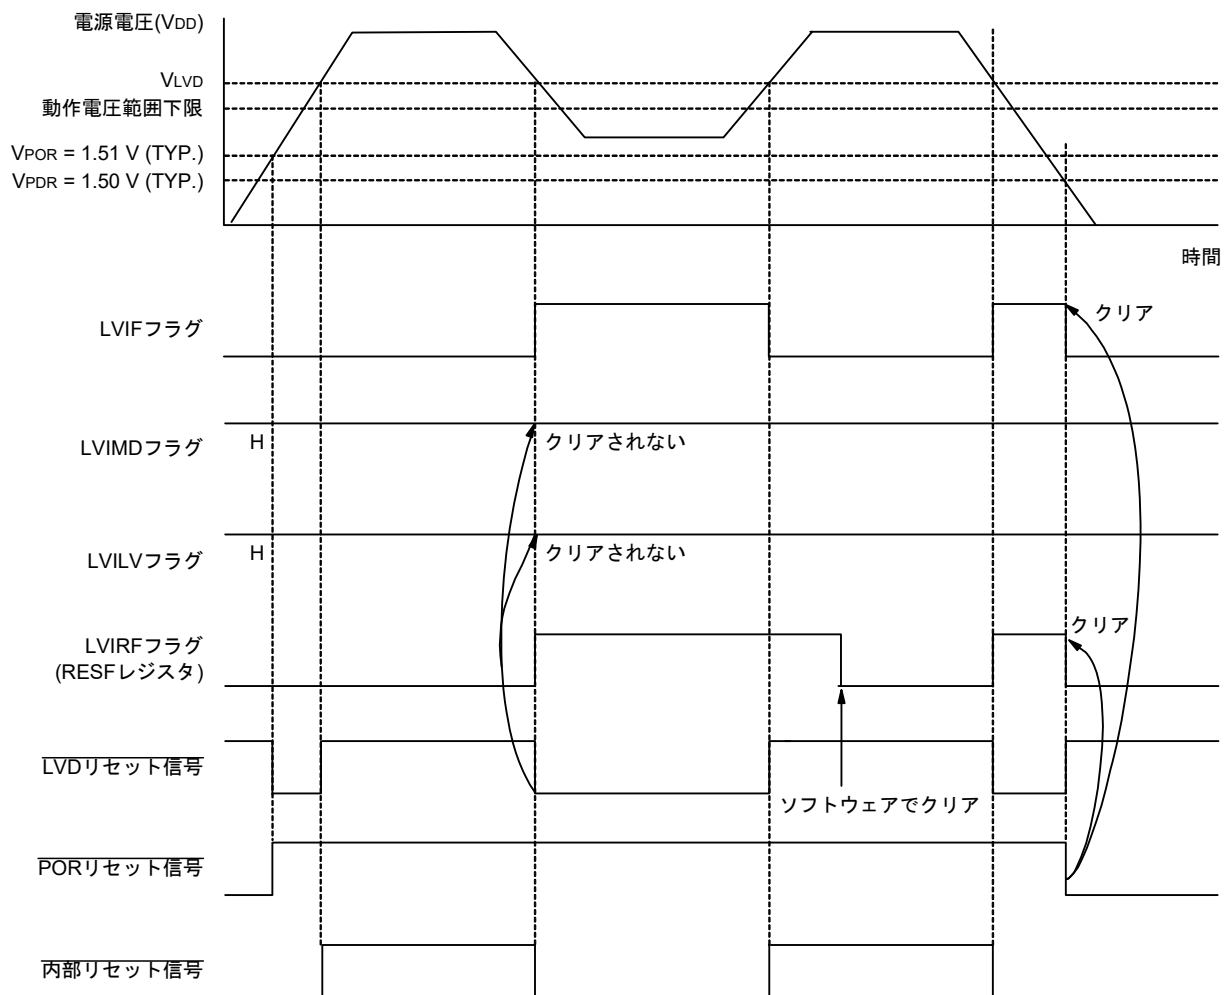 電源電圧(VDD)
VLVD
動作電圧範囲下限
VPOR = 1.51 V (TYP.)
VPDR = 1.50 V (TYP.)
時間
LVIFフラグ
クリア
LVIMDフラグ
H
クリアされない
LVILVフラグ
H
クリアされない
LVIRFフラグ
(RESFレジスタ)
クリア
LVDリセット信号
ソフトウェアでクリア
PORリセット信号
内部リセット信号